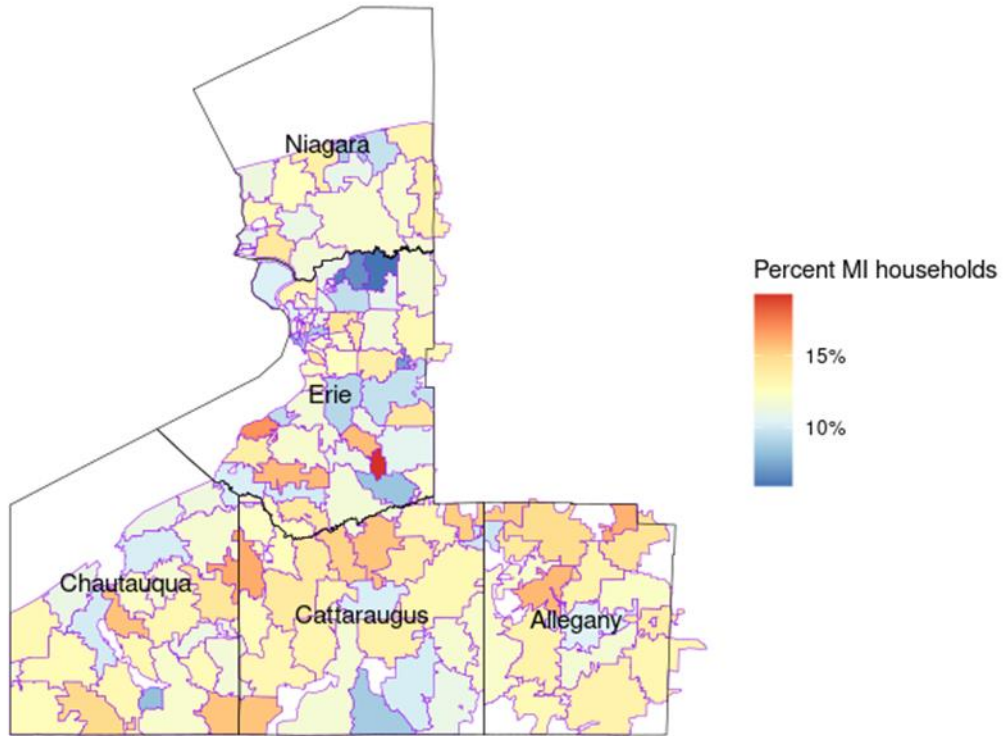 Niagara
Percent MI households
15%
Erie
10%
Chautauqua
Cattaraugus
Allegany